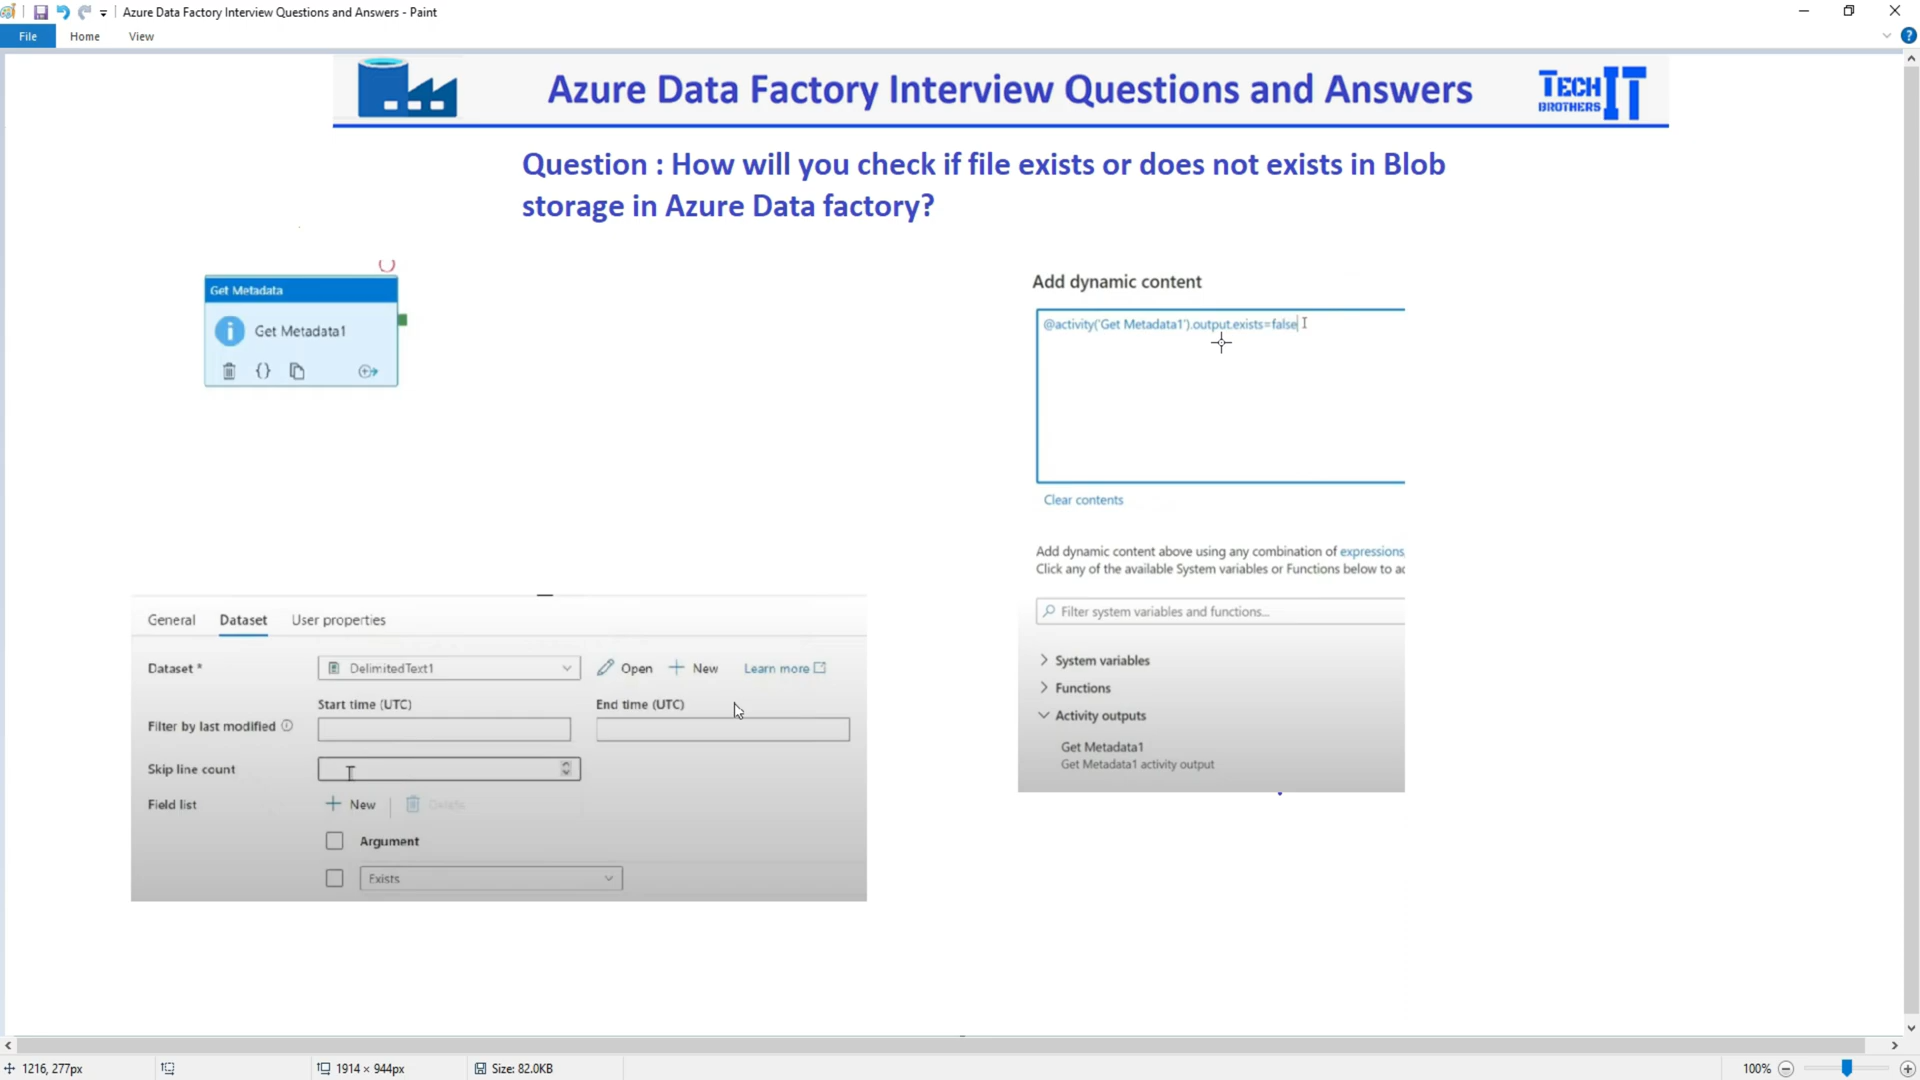 Azure Data Factory Interview Questions and Answers - Paint
File Home View
Azure Data Factory Interview Questions and Answers
TECH BROTHERS IT
Question : How will you check if file exists or does not exists in Blob
storage in Azure Data factory?
Get Metadata
Get Metadata1
Add dynamic content
@activity('Get Metadata1').output.exists=false
Clear contents
Add dynamic content above using any combination of expressions,
Click any of the available System variables or Functions below to ac
Filter system variables and functions...
System variables
Functions
Activity outputs
Get Metadata1
Get Metadata1 activity output
General Dataset User properties
Dataset * DelimitedText1 Open New Learn more
Start time (UTC) End time (UTC)
Filter by last modified
Skip line count
Field list New Delete
Argument
Exists
1216, 277px 1914 × 944px Size: 82.0KB 100%